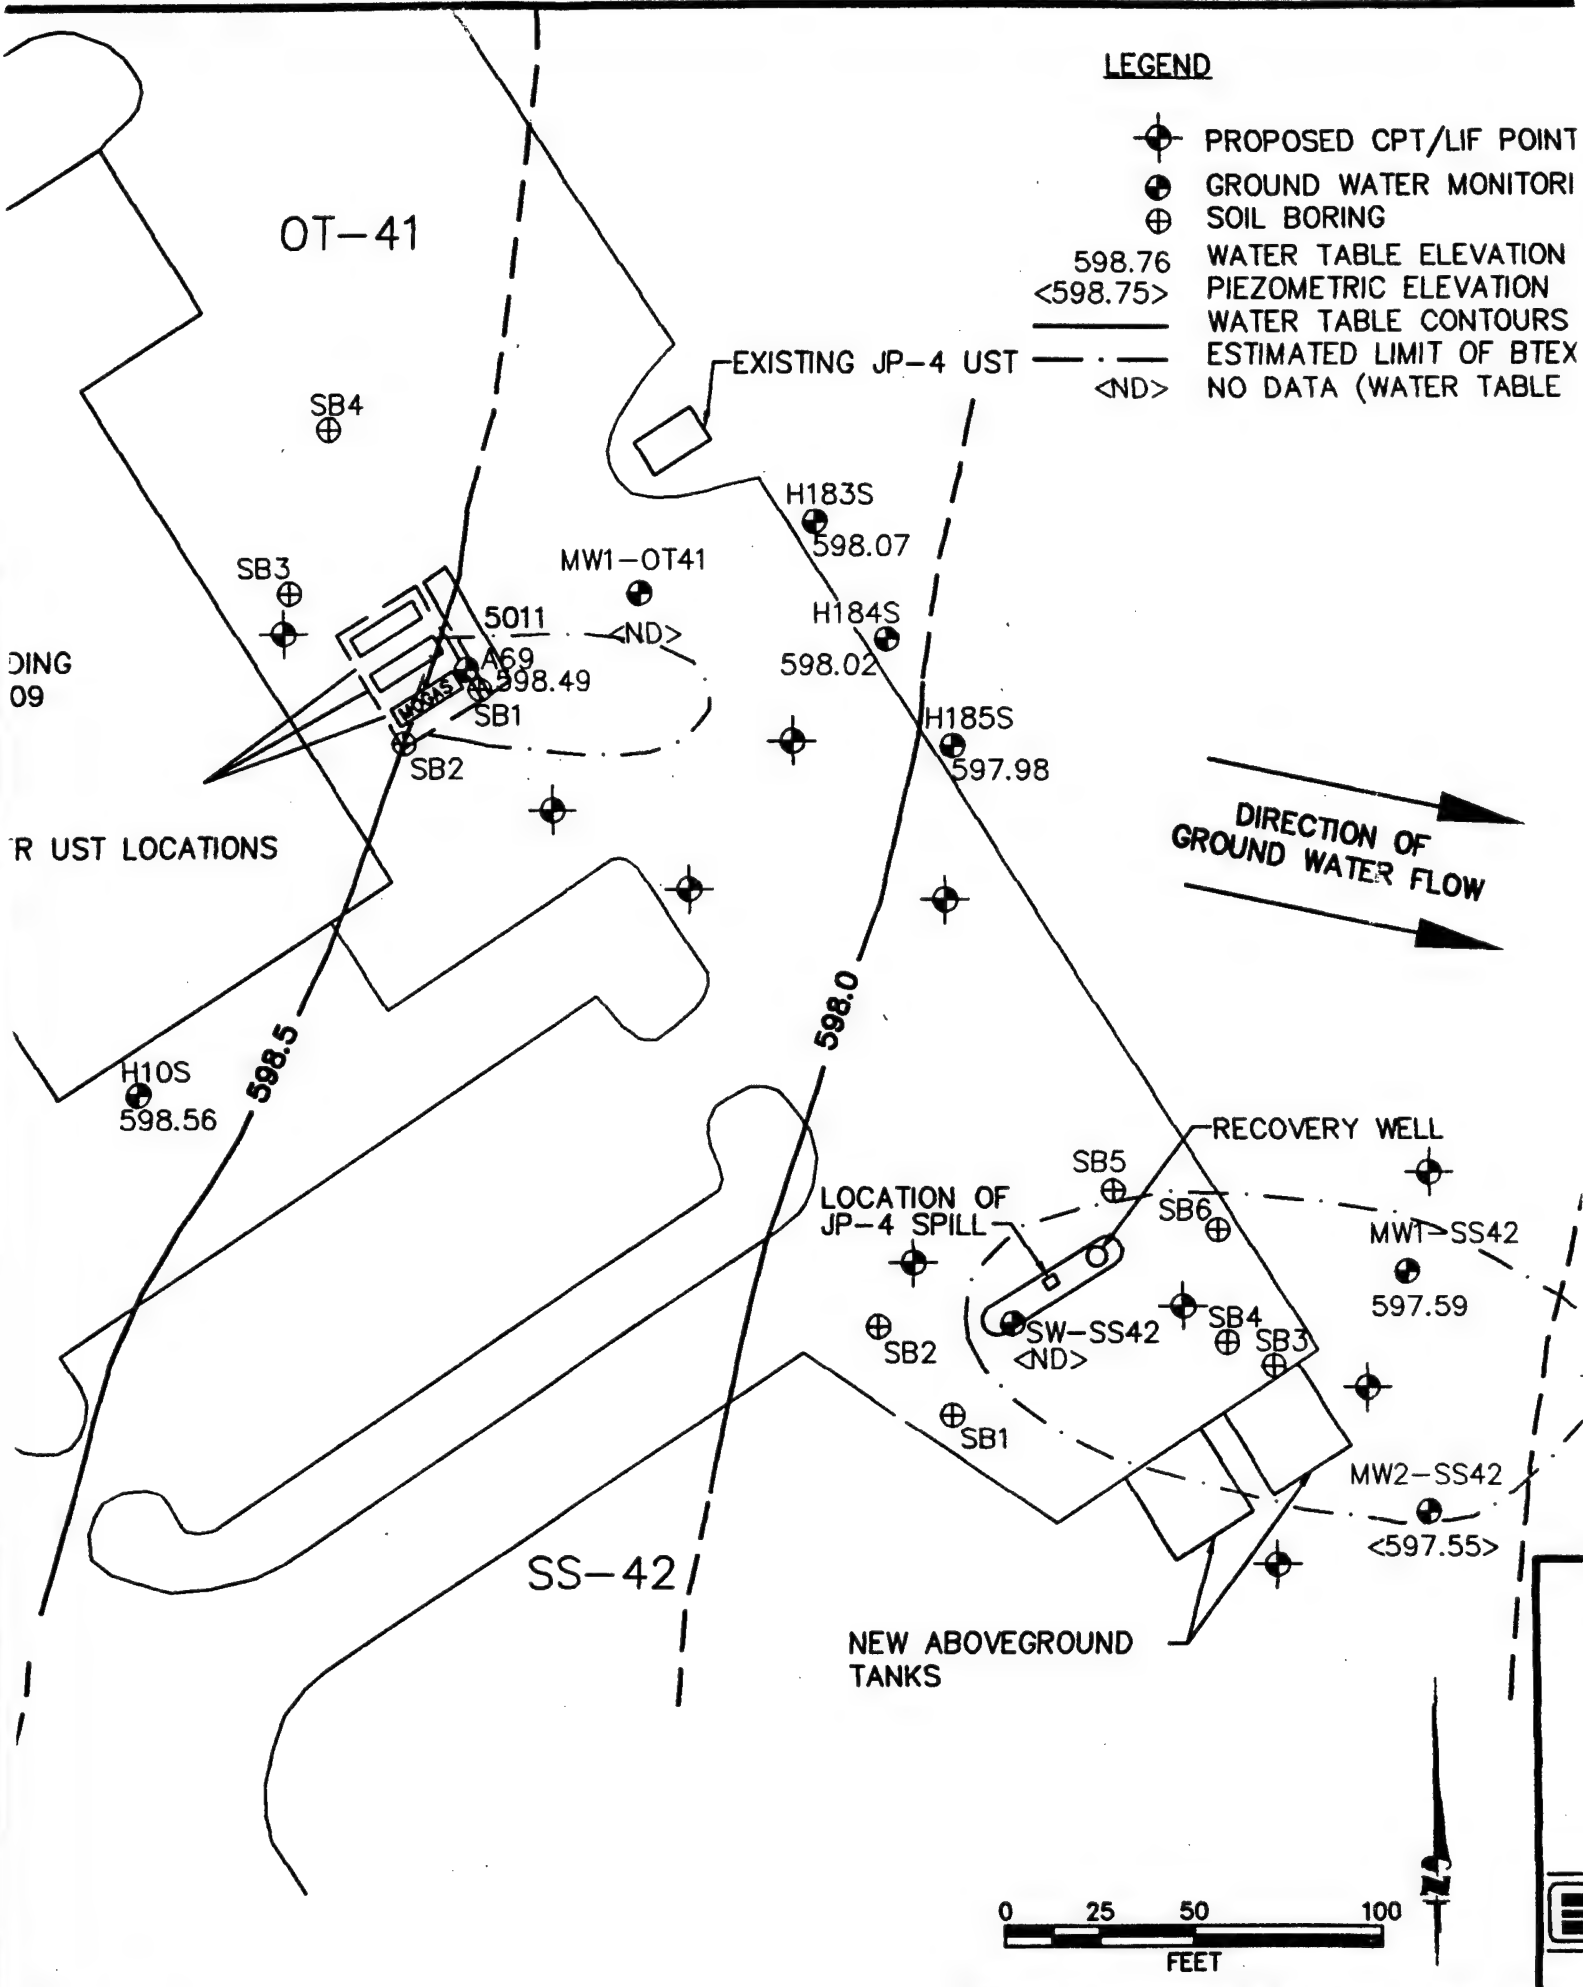 LEGEND
PROPOSED CPT/LIF POINT
GROUND WATER MONITORI
SOIL BORING
598.76 WATER TABLE ELEVATION
<598.75> PIEZOMETRIC ELEVATION
WATER TABLE CONTOURS
ESTIMATED LIMIT OF BTEX
<ND> NO DATA (WATER TABLE
OT-41
EXISTING JP-4 UST
SB4
H183S
598.07
MW1-OT41
<ND>
SB3
5011
H184S
598.02
DING
09
A69
598.49
MOGAS
SB1
SB2
H185S
597.98
DIRECTION OF
GROUND WATER FLOW
R UST LOCATIONS
598.5
598.0
H10S
598.56
RECOVERY WELL
SB5
LOCATION OF
JP-4 SPILL
SB6
MW1-SS42
597.59
SW-SS42
<ND>
SB4
SB3
SB2
SB1
MW2-SS42
<597.55>
SS-42
NEW ABOVEGROUND
TANKS
N
0 25 50 100
FEET